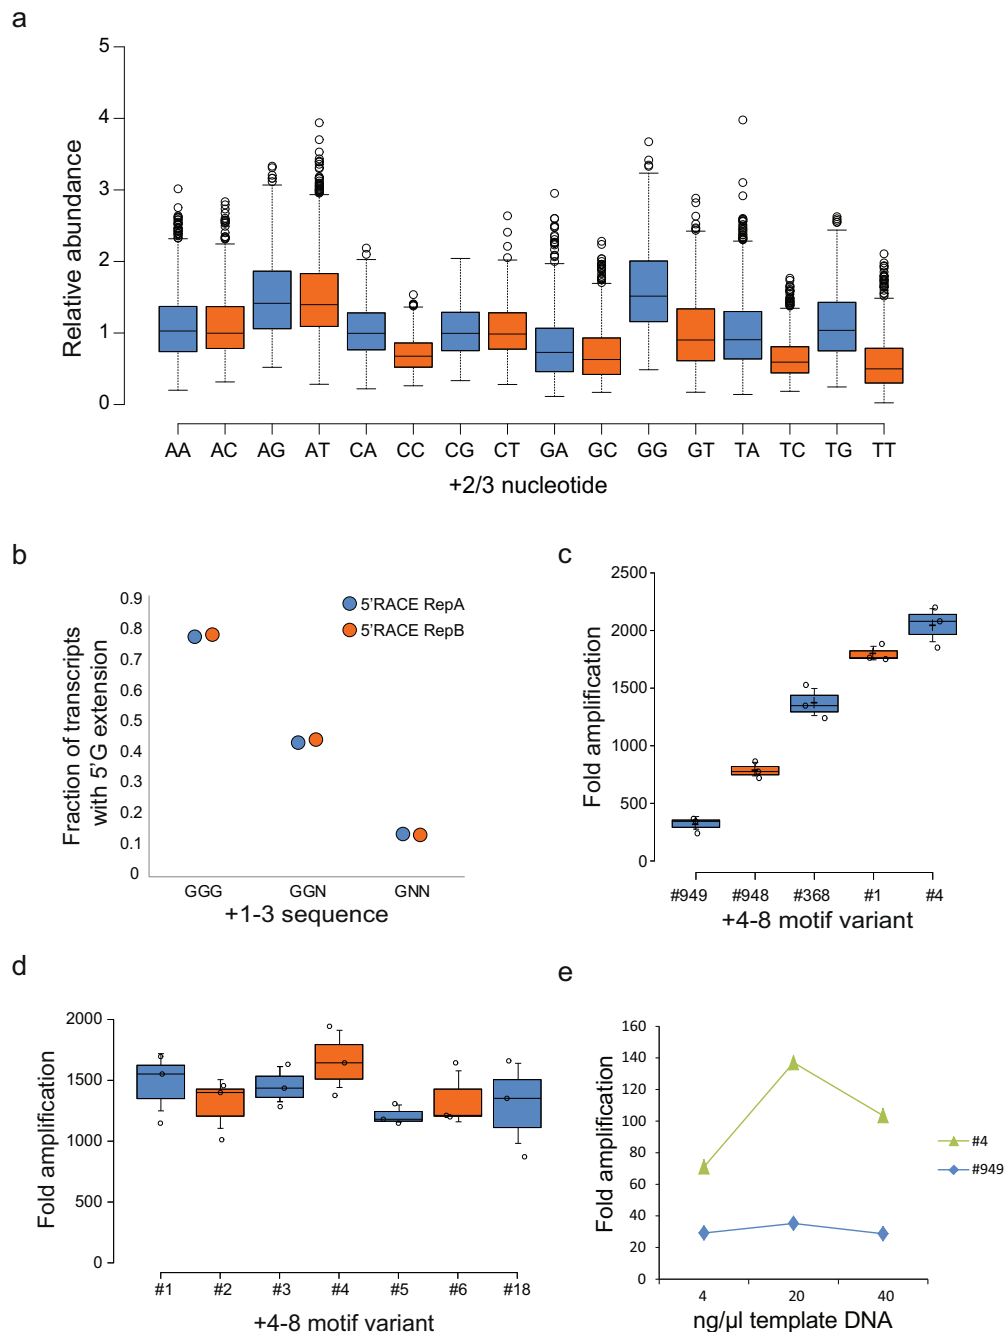 a
5
4
3
2
1
0
Relative abundance
AA AC AG AT CA CC CG CT GA GC GG GT TA TC TG TT
+2/3 nucleotide
b
0.9
0.8
0.7
0.6
0.5
0.4
0.3
0.2
0.1
0
Fraction of transcripts
with 5'G extension
5'RACE RepA
5'RACE RepB
GGG GGN GNN
+1-3 sequence
c
2500
2000
1500
1000
500
0
Fold amplification
#949 #948 #368 #1 #4
+4-8 motif variant
d
2000
1500
1000
500
0
Fold amplification
#1 #2 #3 #4 #5 #6 #18
+4-8 motif variant
e
160
140
120
100
80
60
40
20
0
Fold amplification
#4
#949
4 20 40
ng/µl template DNA